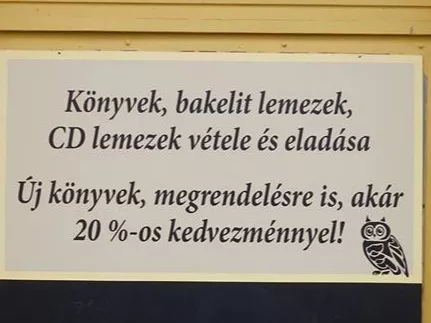 Könyvek, bakelit lemezek,
CD lemezek vétele és eladása
Új könyvek, megrendelésre is, akár
20 %-os kedvezménnyel!